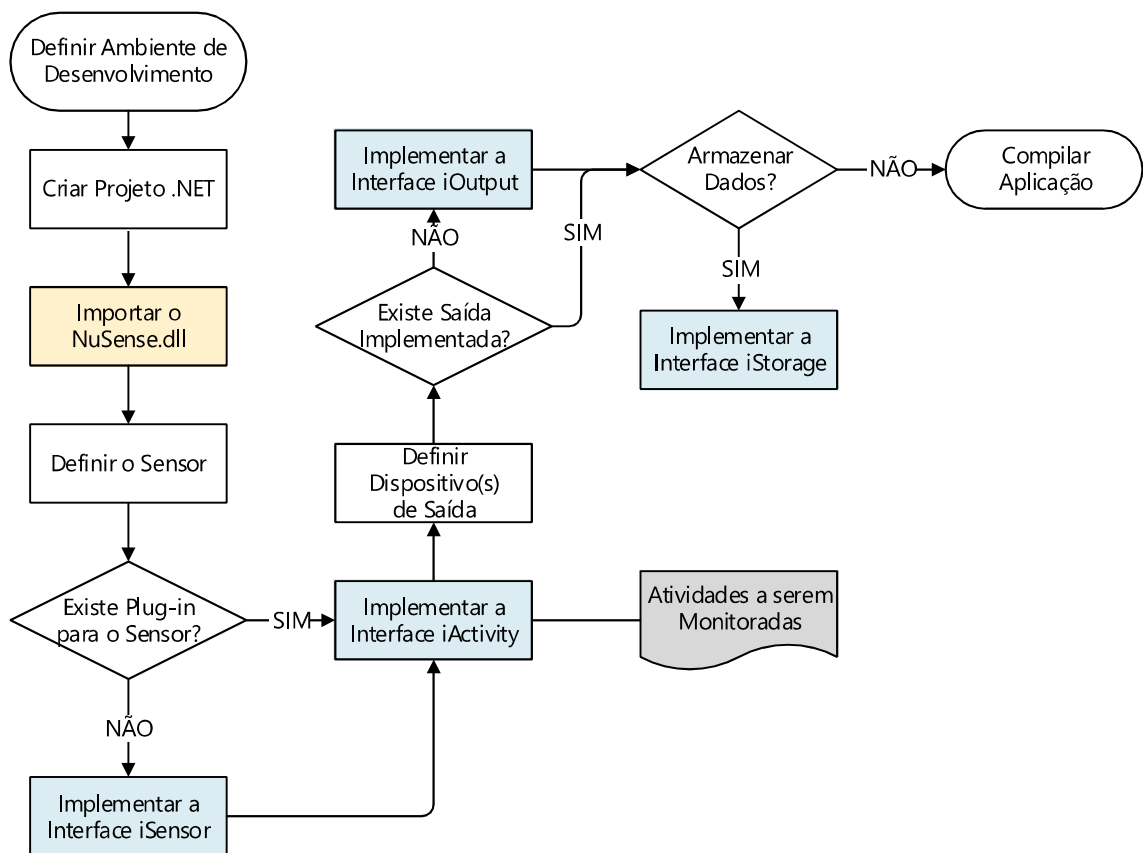 Definir Ambiente de
Desenvolvimento
Criar Projeto .NET
Importar o
NuSense.dll
Definir o Sensor
Existe Plug-in
para o Sensor?
SIM
NÃO
Implementar a
Interface iSensor
Implementar a
Interface iActivity
Atividades a serem
Monitoradas
Definir
Dispositivo(s)
de Saída
Existe Saída
Implementada?
NÃO
SIM
Implementar a
Interface iOutput
Armazenar
Dados?
SIM
NÃO
Implementar a
Interface iStorage
Compilar
Aplicação